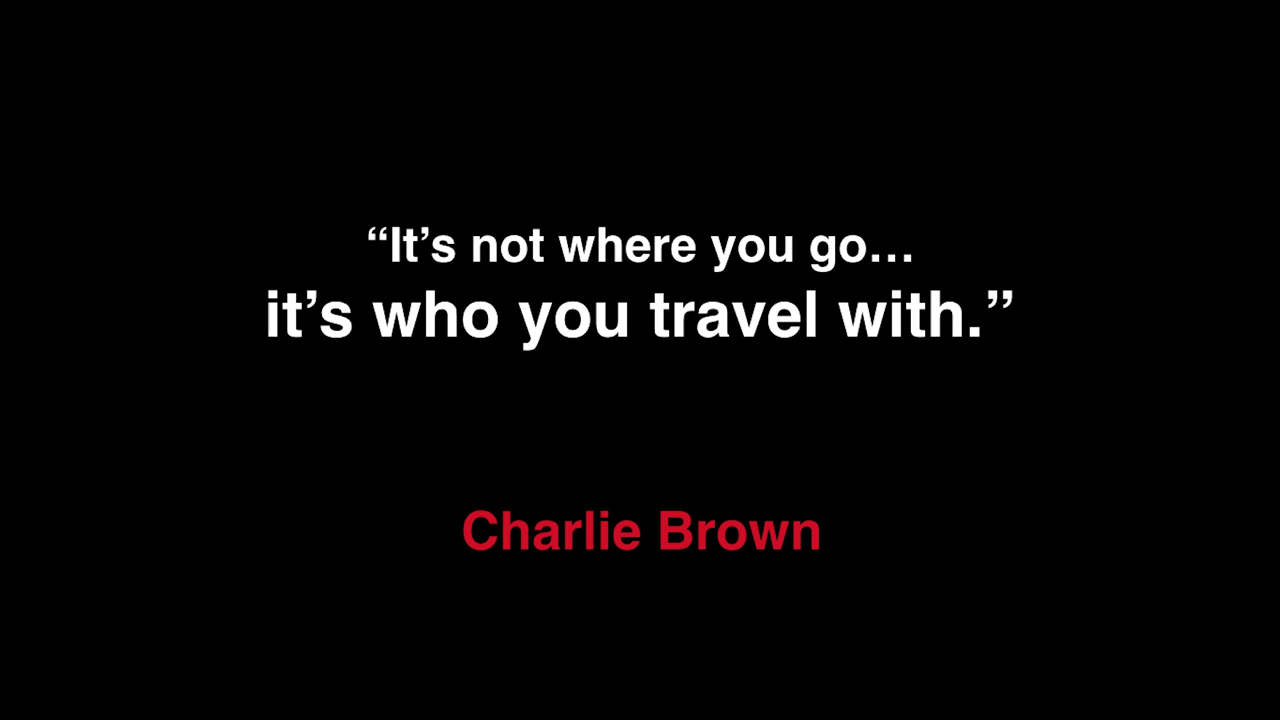 “It’s not where you go…
it’s who you travel with.”
Charlie Brown